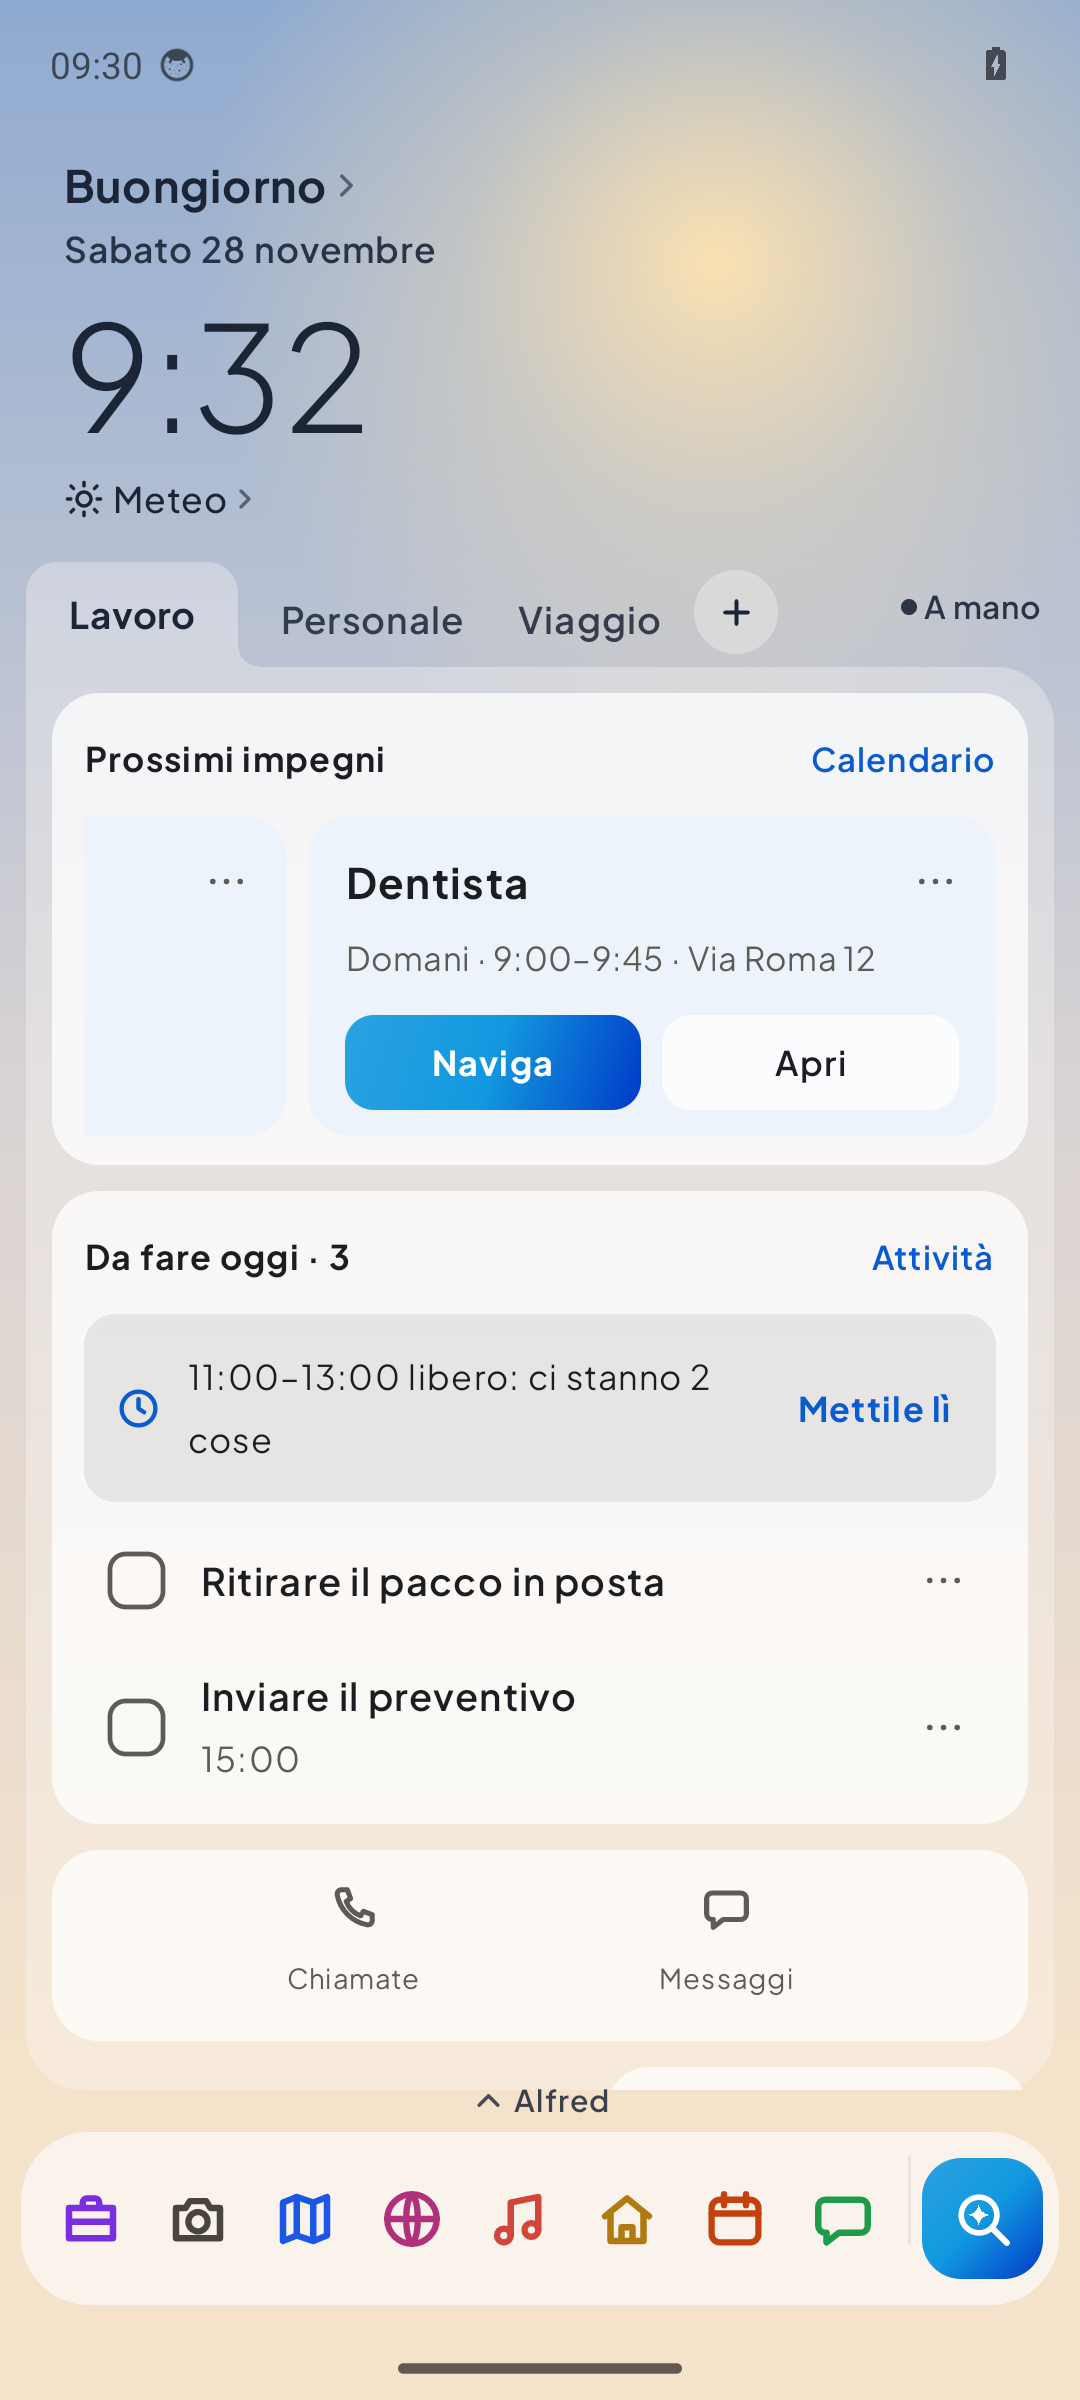 09:30
Buongiorno
Sabato 28 novembre
9:32
Meteo
Lavoro
Personale
Viaggio
+
A mano
Prossimi impegni
Calendario
Dentista
Domani · 9:00–9:45 · Via Roma 12
Naviga
Apri
Da fare oggi · 3
Attività
11:00–13:00 libero: ci stanno 2
cose
Mettile lì
Ritirare il pacco in posta
Inviare il preventivo
15:00
Chiamate
Messaggi
Alfred